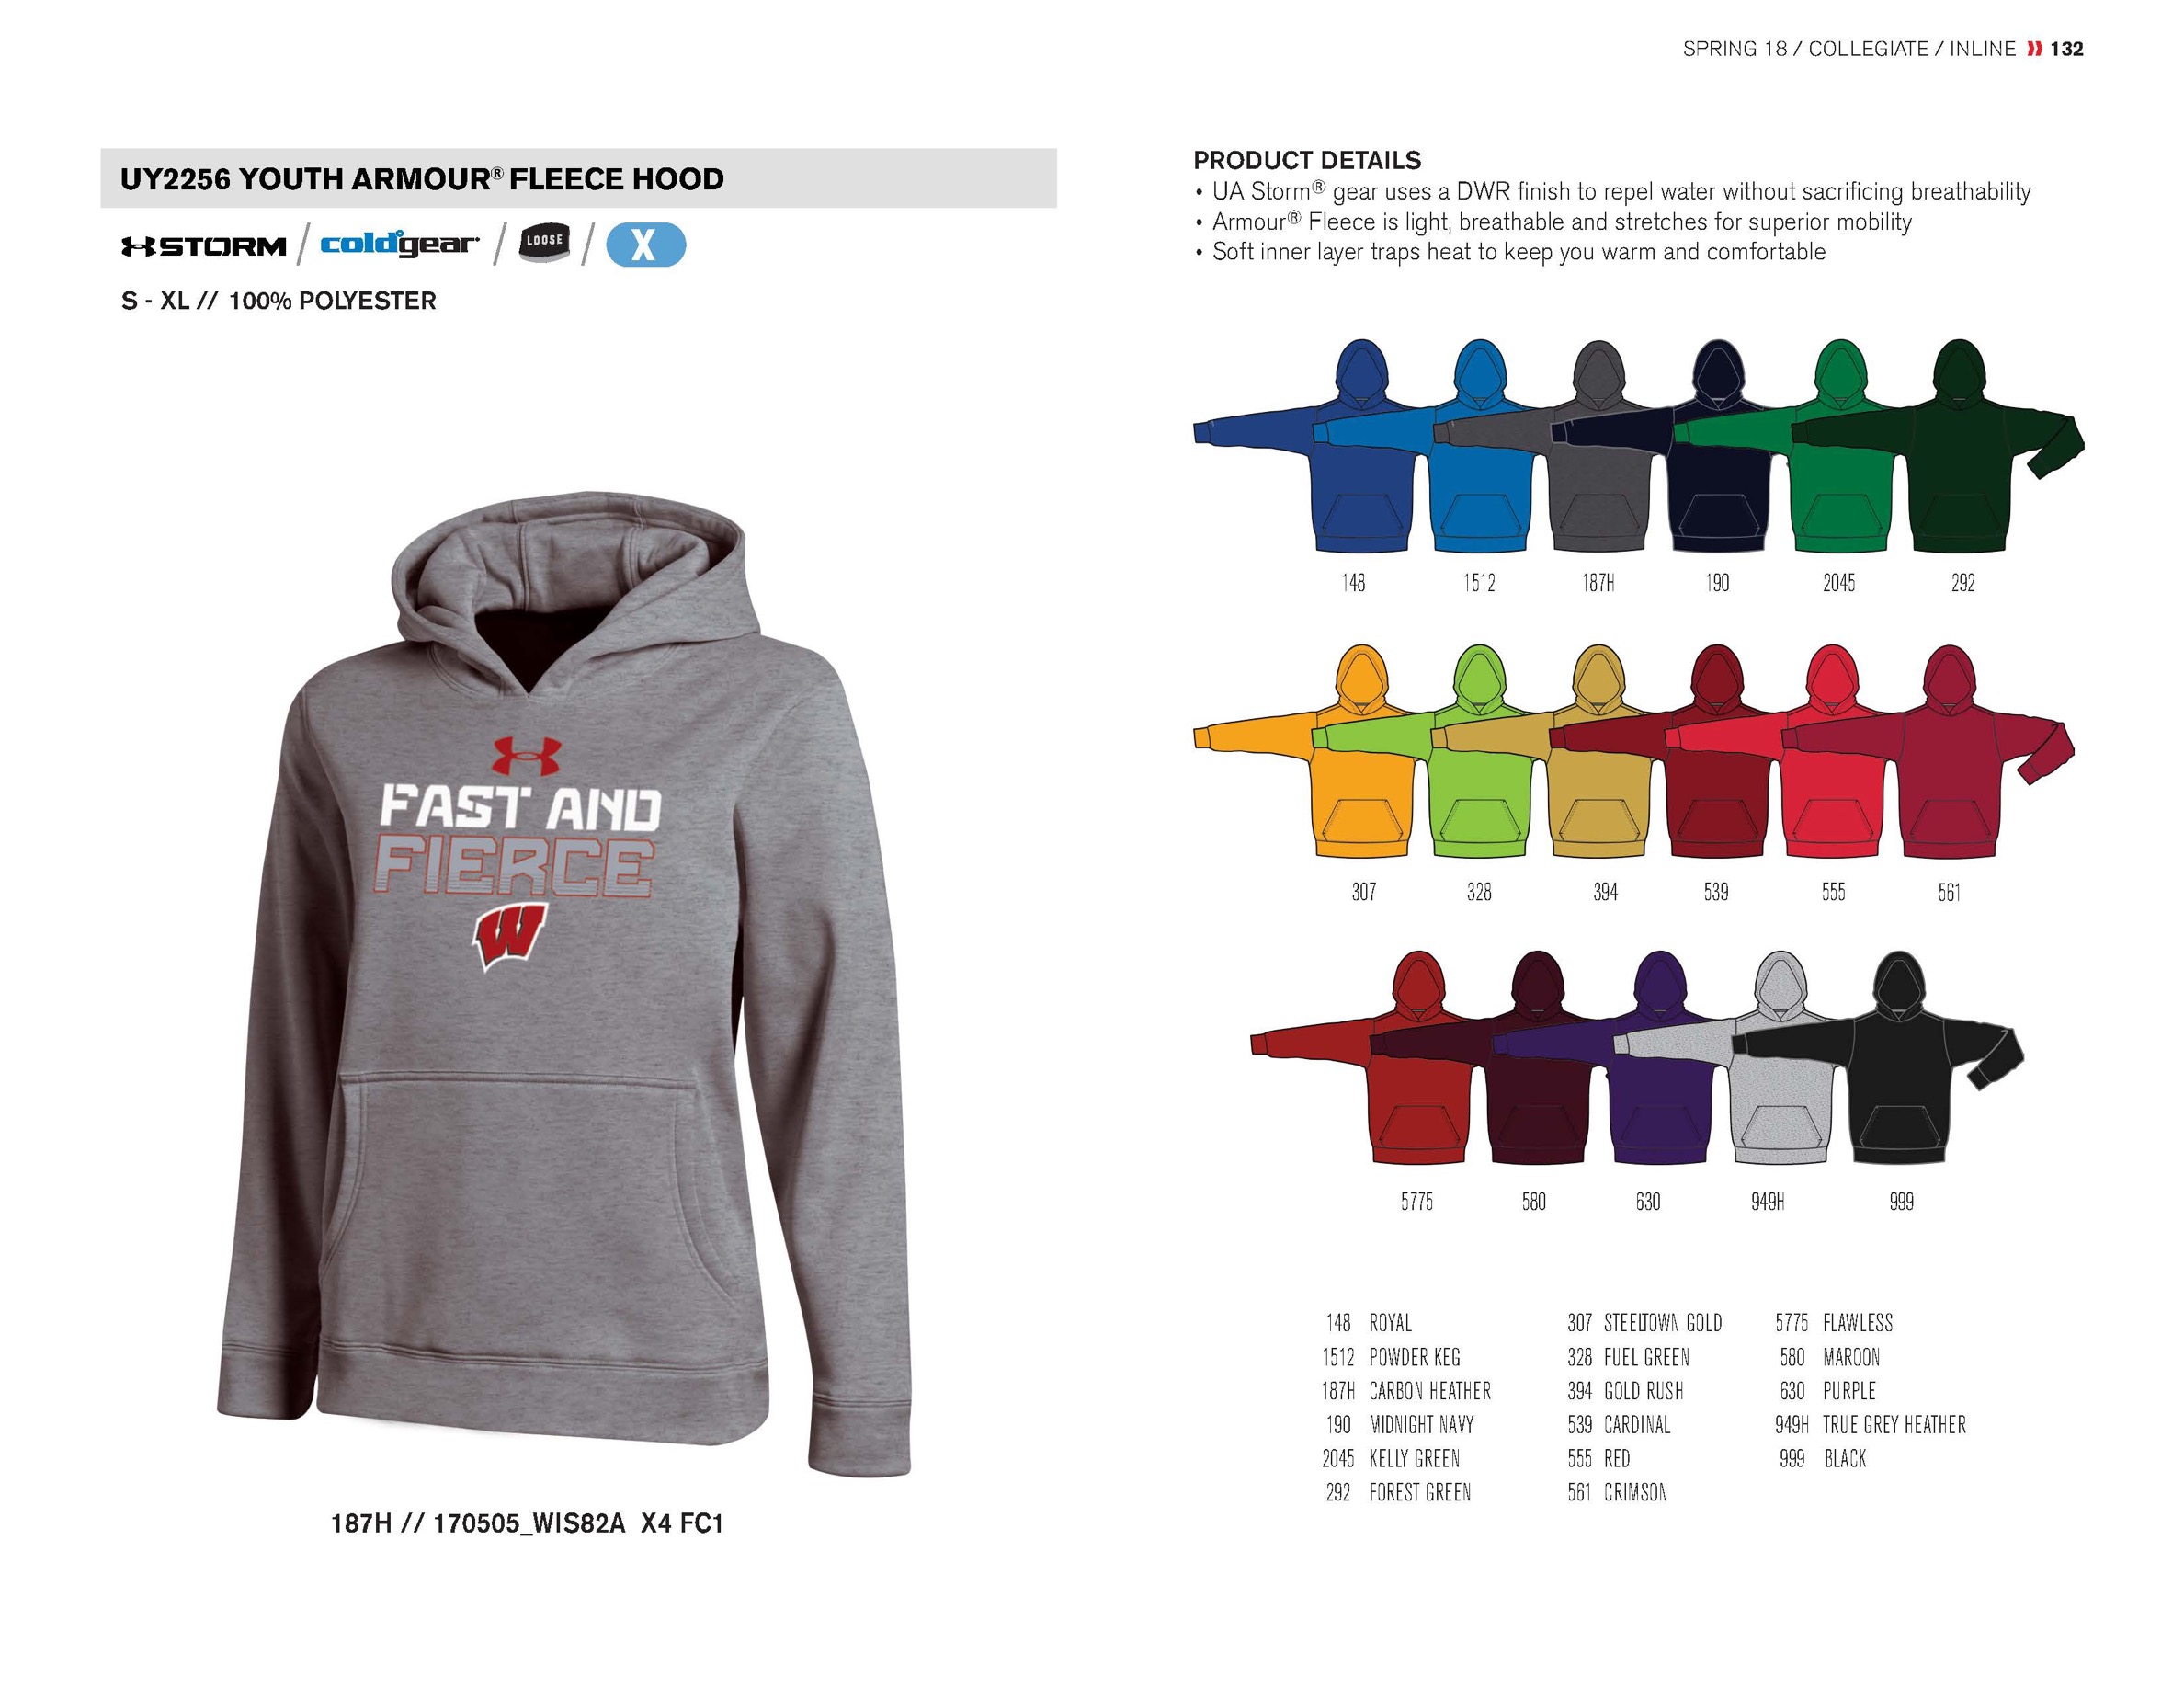 SPRING 18 / COLLEGIATE / INLINE 132
UY2256 YOUTH ARMOUR® FLEECE HOOD
STORM / coldgear / LOOSE / X
S - XL // 100% POLYESTER
FAST AND
FIERCE
W
187H // 170505_WIS82A X4 FC1
PRODUCT DETAILS
• UA Storm® gear uses a DWR finish to repel water without sacrificing breathability
• Armour® Fleece is light, breathable and stretches for superior mobility
• Soft inner layer traps heat to keep you warm and comfortable
148 1512 187H 190 2045 292
307 328 394 539 555 561
5775 580 630 949H 999
148 ROYAL
1512 POWDER KEG
187H CARBON HEATHER
190 MIDNIGHT NAVY
2045 KELLY GREEN
292 FOREST GREEN
307 STEELTOWN GOLD
328 FUEL GREEN
394 GOLD RUSH
539 CARDINAL
555 RED
561 CRIMSON
5775 FLAWLESS
580 MAROON
630 PURPLE
949H TRUE GREY HEATHER
999 BLACK